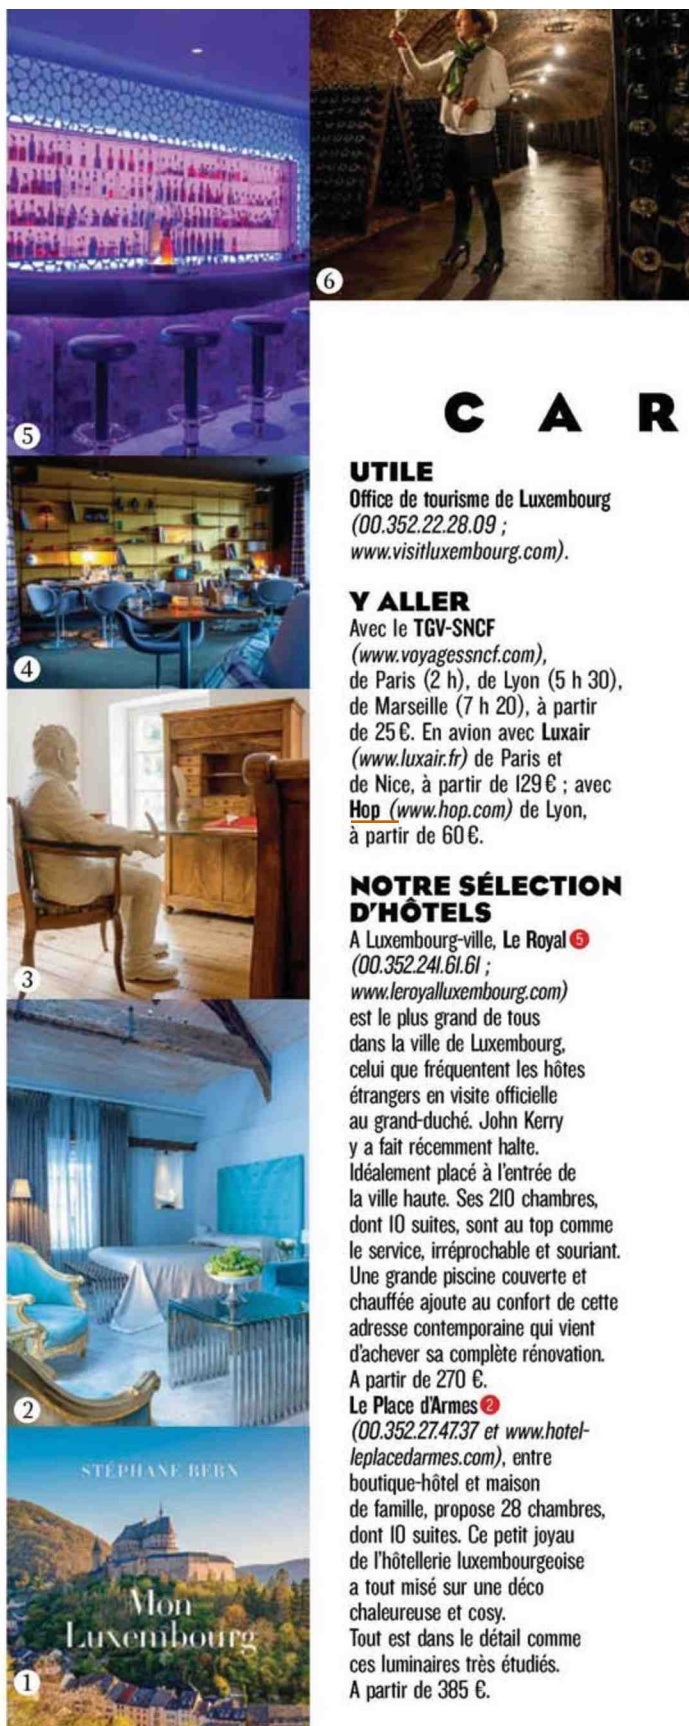 5
6
4
3
2
STÉPHANE BERN
Mon
Luxembourg
1
C A R
UTILE
Office de tourisme de Luxembourg
(00.352.22.28.09 ;
www.visitluxembourg.com).
Y ALLER
Avec le TGV-SNCF
(www.voyagessncf.com),
de Paris (2 h), de Lyon (5 h 30),
de Marseille (7 h 20), à partir
de 25 €. En avion avec Luxair
(www.luxair.fr) de Paris et
de Nice, à partir de 129 € ; avec
Hop (www.hop.com) de Lyon,
à partir de 60 €.
NOTRE SÉLECTION
D'HÔTELS
A Luxembourg-ville, Le Royal 5
(00.352.241.61.61 ;
www.leroyalluxembourg.com)
est le plus grand de tous
dans la ville de Luxembourg,
celui que fréquentent les hôtes
étrangers en visite officielle
au grand-duché. John Kerry
y a fait récemment halte.
Idéalement placé à l'entrée de
la ville haute. Ses 210 chambres,
dont 10 suites, sont au top comme
le service, irréprochable et souriant.
Une grande piscine couverte et
chauffée ajoute au confort de cette
adresse contemporaine qui vient
d'achever sa complète rénovation.
A partir de 270 €.
Le Place d'Armes 2
(00.352.27.47.37 et www.hotel-
leplacedarmes.com), entre
boutique-hôtel et maison
de famille, propose 28 chambres,
dont 10 suites. Ce petit joyau
de l'hôtellerie luxembourgeoise
a tout misé sur une déco
chaleureuse et cosy.
Tout est dans le détail comme
ces luminaires très étudiés.
A partir de 385 €.